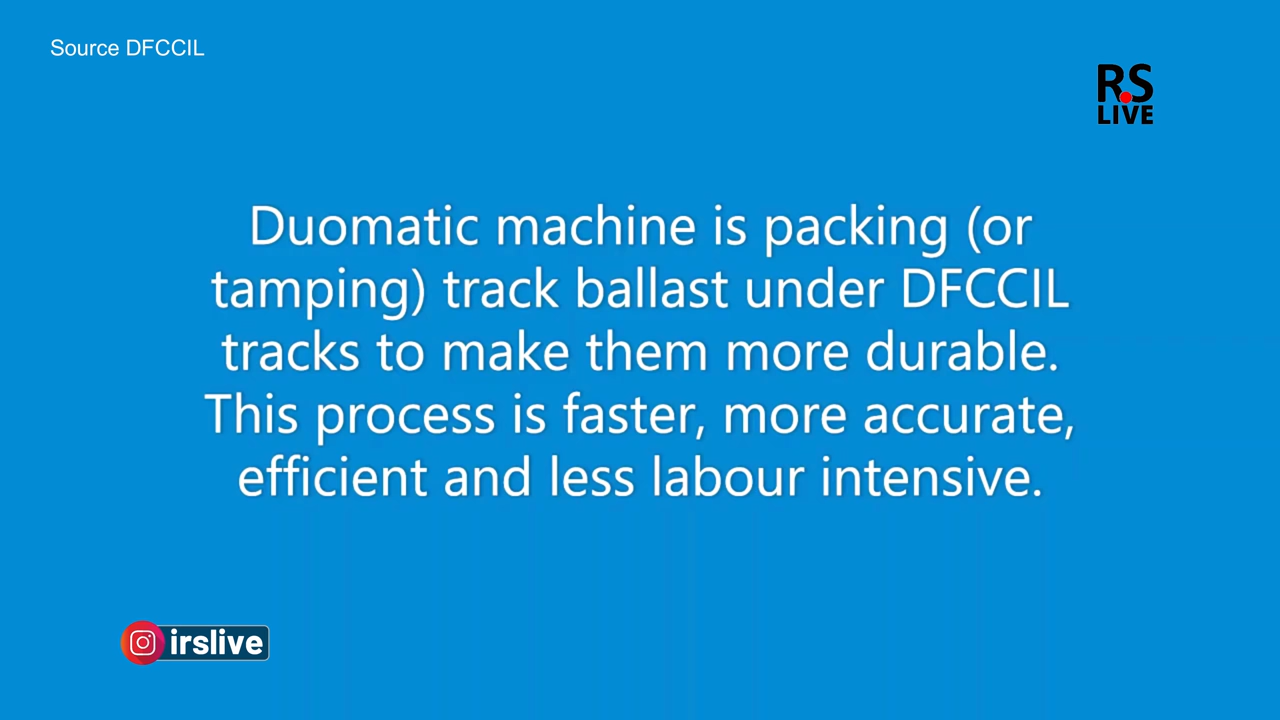 Source DFCCIL
RS
LIVE
Duomatic machine is packing (or
tamping) track ballast under DFCCIL
tracks to make them more durable.
This process is faster, more accurate,
efficient and less labour intensive.
irslive